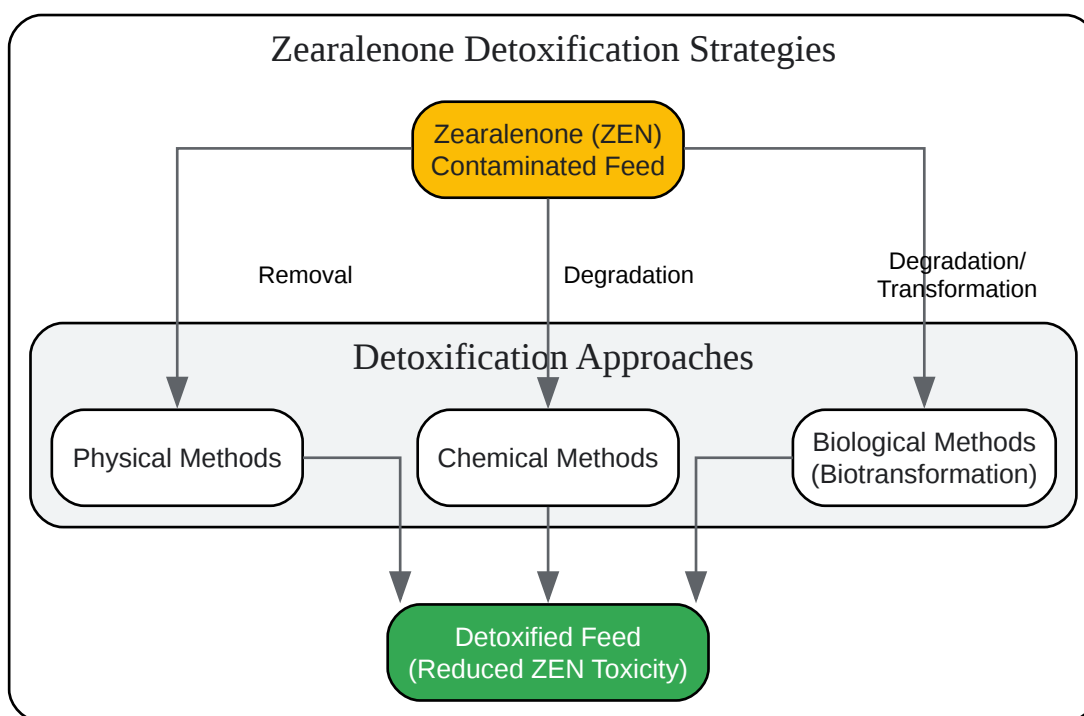 Zearalenone Detoxification Strategies
Zearalenone (ZEN)
Contaminated Feed
Removal
Degradation
Degradation/
Transformation
Detoxification Approaches
Physical Methods
Chemical Methods
Biological Methods
(Biotransformation)
Detoxified Feed
(Reduced ZEN Toxicity)